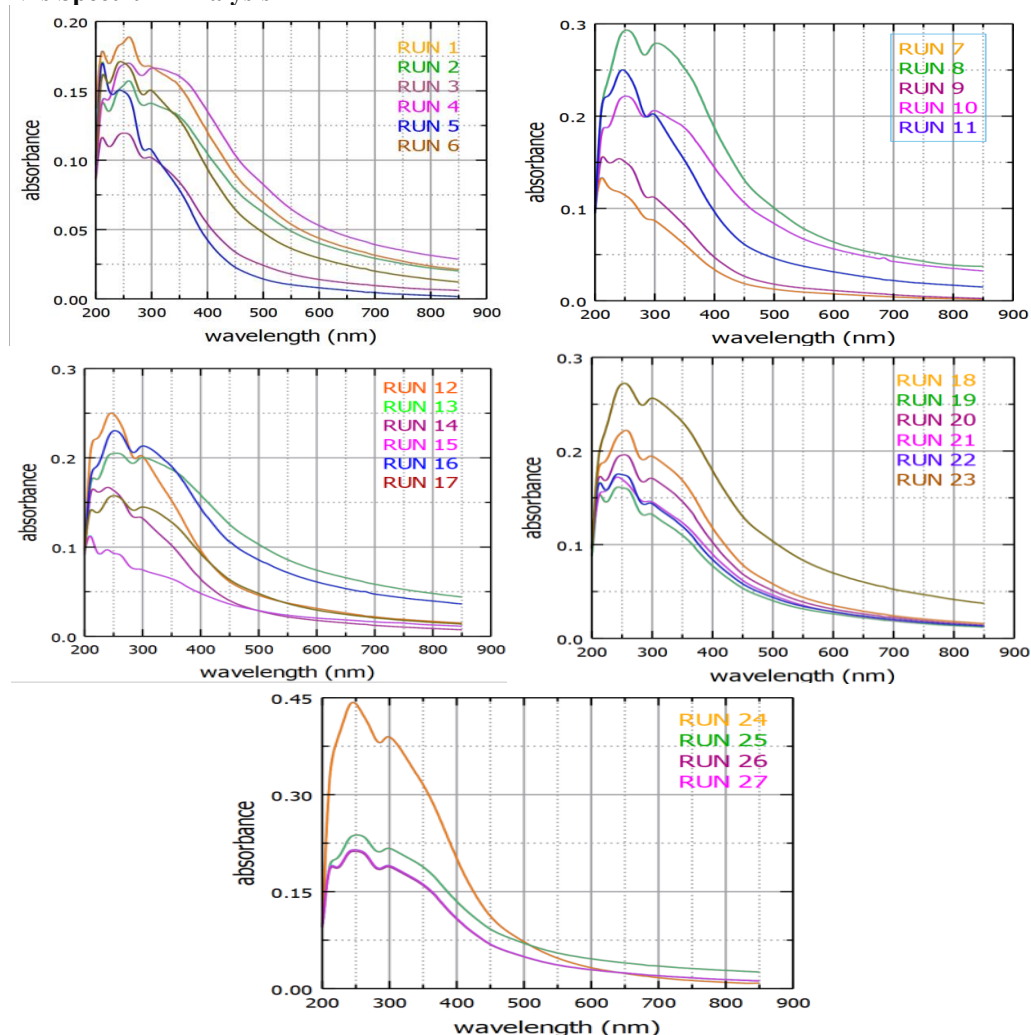 Spectr
alysis
0.20
0.15
0.10
0.05
0.00
absorbance
RUN 1
RUN 2
RUN 3
RUN 4
RUN 5
RUN 6
200 300 400 500 600 700 800 900
wavelength (nm)
0.3
0.2
0.1
0.0
absorbance
RUN 7
RUN 8
RUN 9
RUN 10
RUN 11
200 300 400 500 600 700 800 900
wavelength (nm)
0.3
0.2
0.1
0.0
absorbance
RUN 12
RUN 13
RUN 14
RUN 15
RUN 16
RUN 17
200 300 400 500 600 700 800 900
wavelength (nm)
0.3
0.2
0.1
0.0
absorbance
RUN 18
RUN 19
RUN 20
RUN 21
RUN 22
RUN 23
200 300 400 500 600 700 800 900
wavelength (nm)
0.45
0.30
0.15
0.00
absorbance
RUN 24
RUN 25
RUN 26
RUN 27
200 300 400 500 600 700 800 900
wavelength (nm)